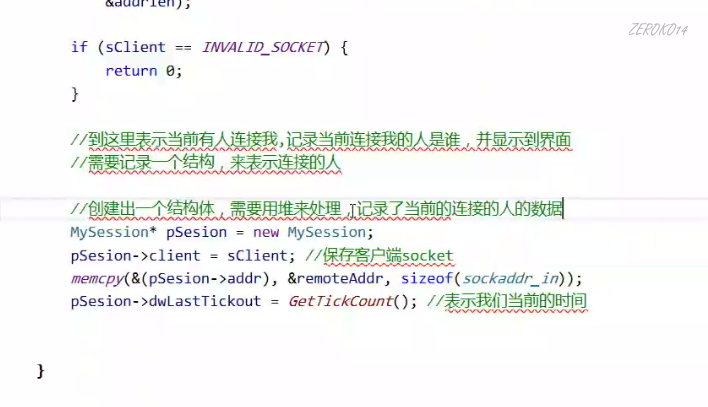 &addrlen);
ZEROKO14
if (sClient == INVALID_SOCKET) {
return 0;
}
//到这里表示当前有人连接我,记录当前连接我的人是谁，并显示到界面
//需要记录一个结构，来表示连接的人
//创建出一个结构体，需要用堆来处理，记录了当前的连接的人的数据
MySession* pSesion = new MySession;
pSesion->client = sClient; //保存客户端socket
memcpy(&(pSesion->addr), &remoteAddr, sizeof(sockaddr_in));
pSesion->dwLastTickout = GetTickCount(); //表示我们当前的时间
}